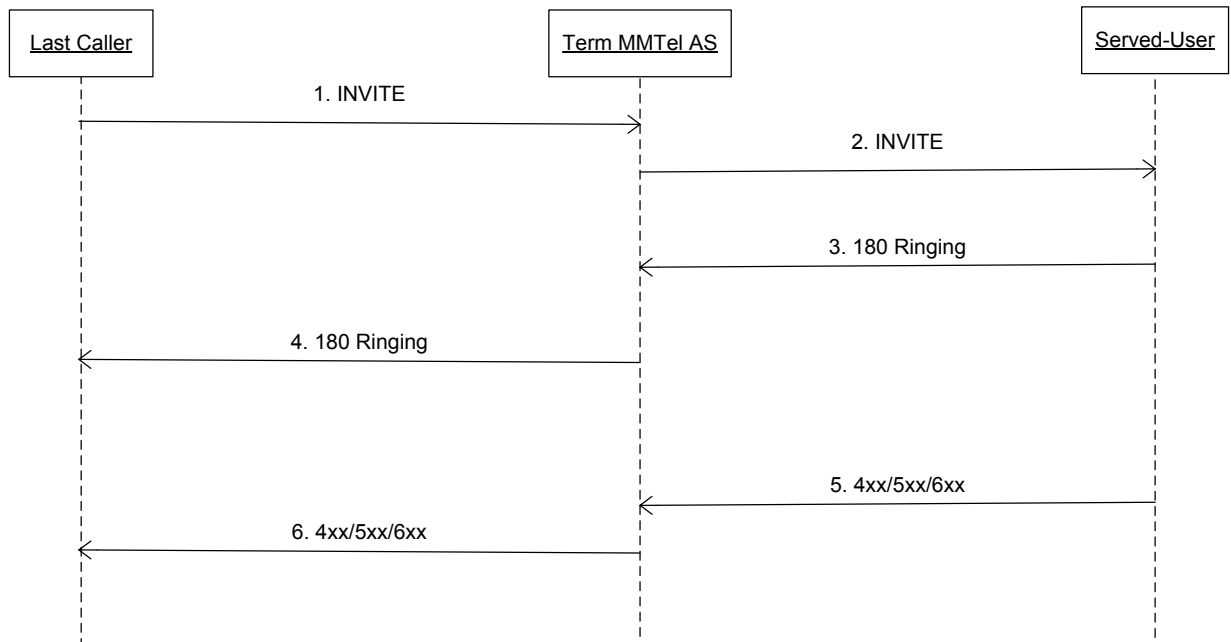 Last Caller
Term MMTel AS
Served-User
1. INVITE
2. INVITE
3. 180 Ringing
4. 180 Ringing
5. 4xx/5xx/6xx
6. 4xx/5xx/6xx